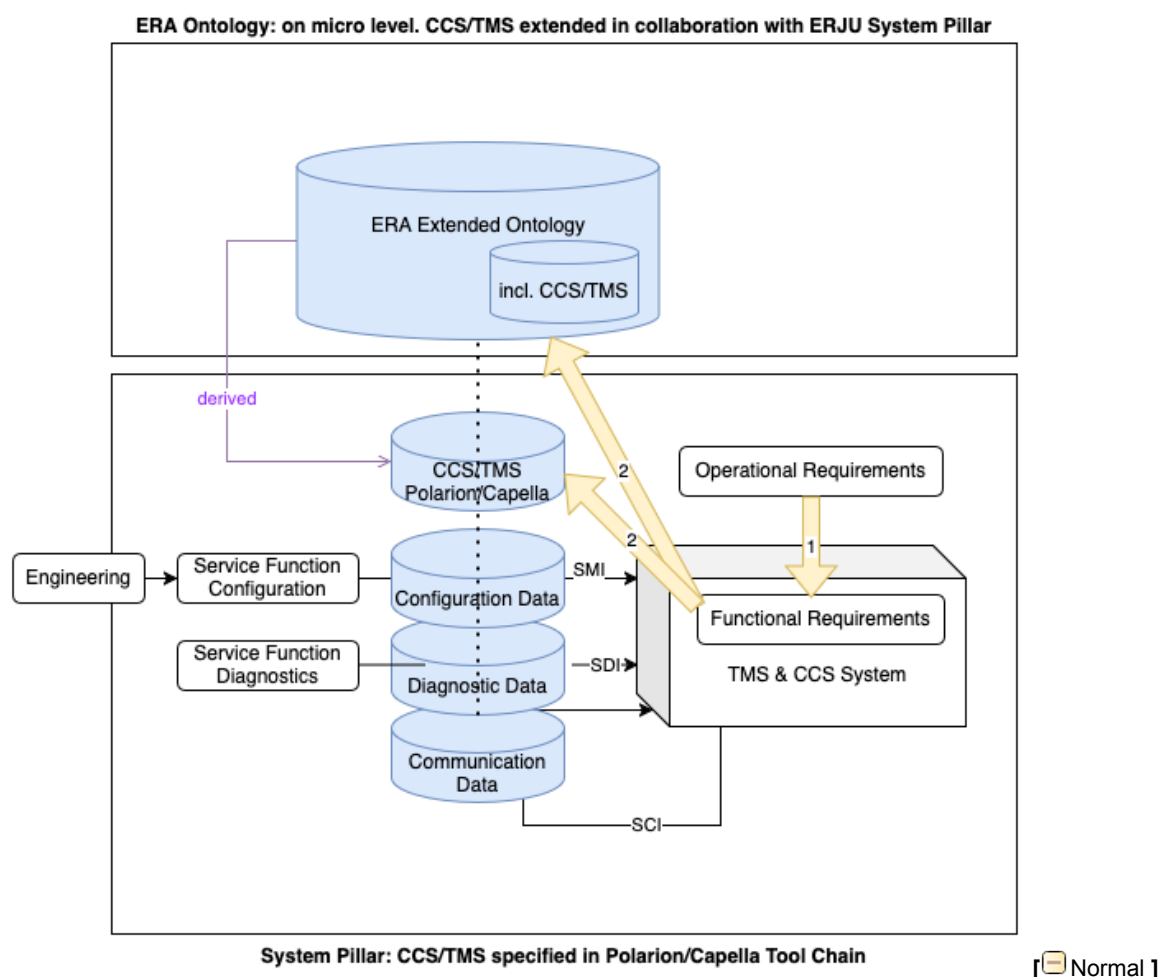 ERA Ontology: on micro level. CCS/TMS extended in collaboration with ERJU System Pillar
ERA Extended Ontology
incl. CCS/TMS
derived
CCS/TMS
Polarion/Capella
2
Operational Requirements
2
1
Engineering
Service Function
Configuration
Configuration Data
SMI
Functional Requirements
Service Function
Diagnostics
Diagnostic Data
SDI
TMS & CCS System
Communication
Data
SCI
System Pillar: CCS/TMS specified in Polarion/Capella Tool Chain
[Normal ]